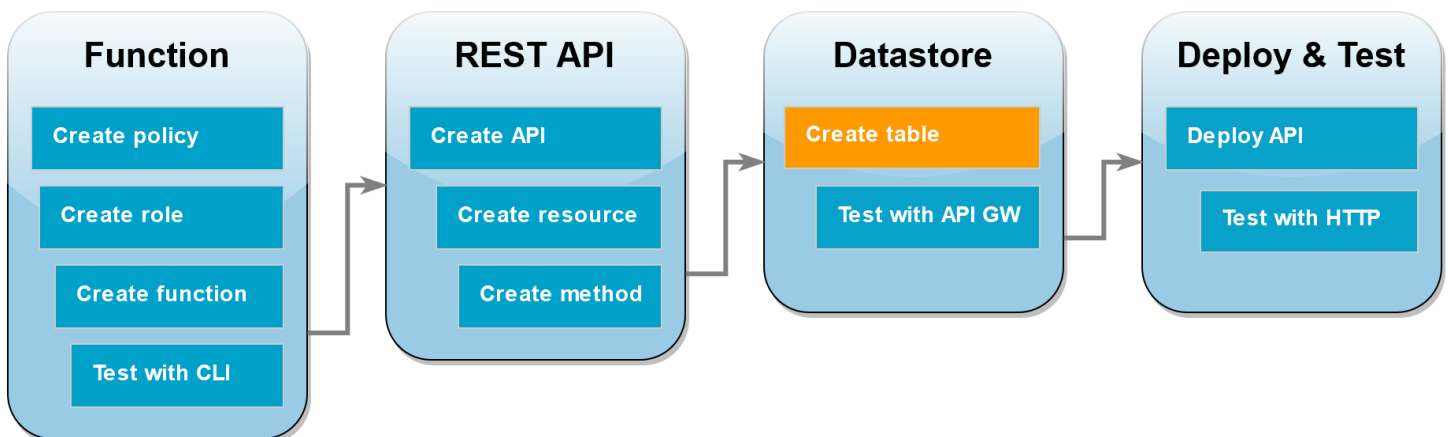 Function
Create policy
Create role
Create function
Test with CLI
REST API
Create API
Create resource
Create method
Datastore
Create table
Test with API GW
Deploy & Test
Deploy API
Test with HTTP